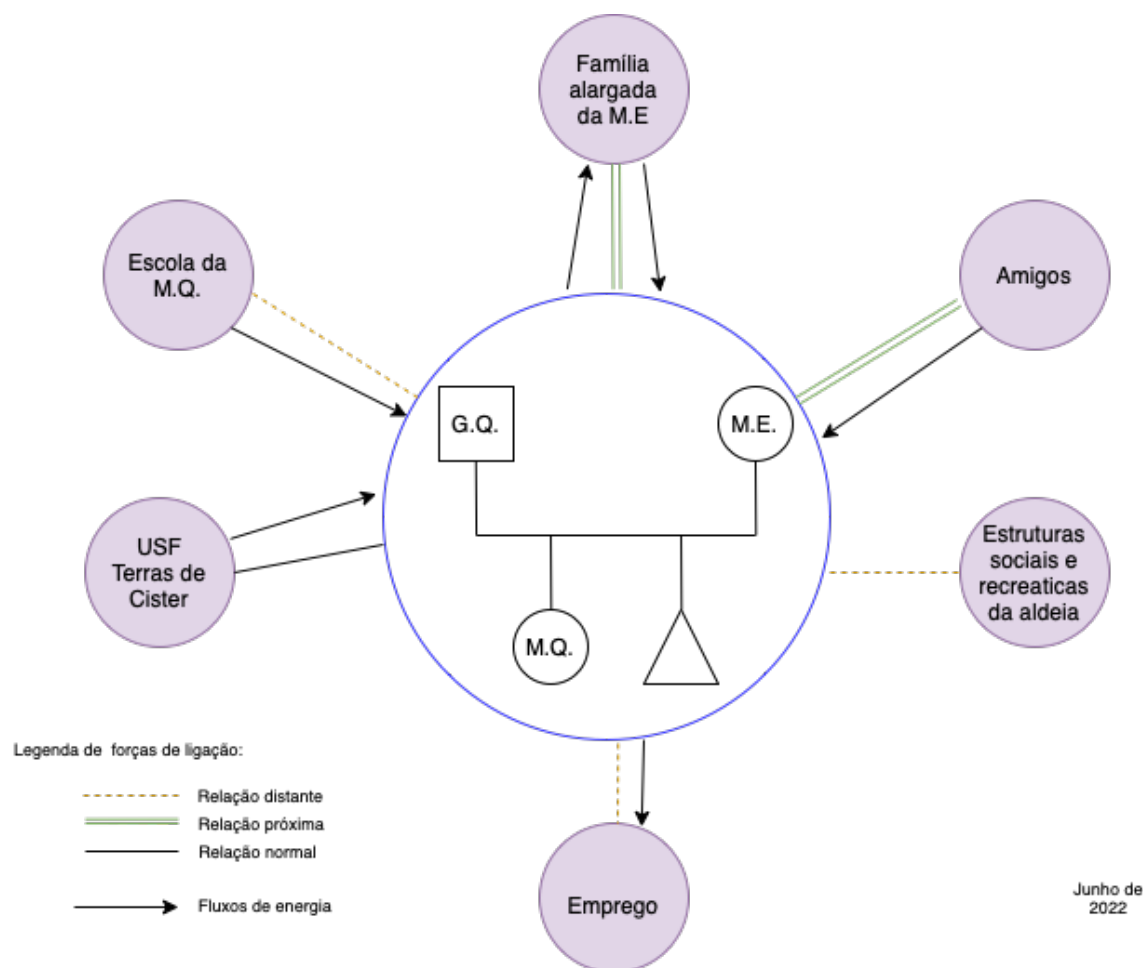 Família
alargada
da M.E
Escola da
M.Q.
Amigos
G.Q.
M.E.
USF
Terras de
Cister
Estruturas
sociais e
recreaticas
da aldeia
M.Q.
Legenda de forças de ligação:
Relação distante
Relação próxima
Relação normal
Fluxos de energia
Emprego
Junho de
2022